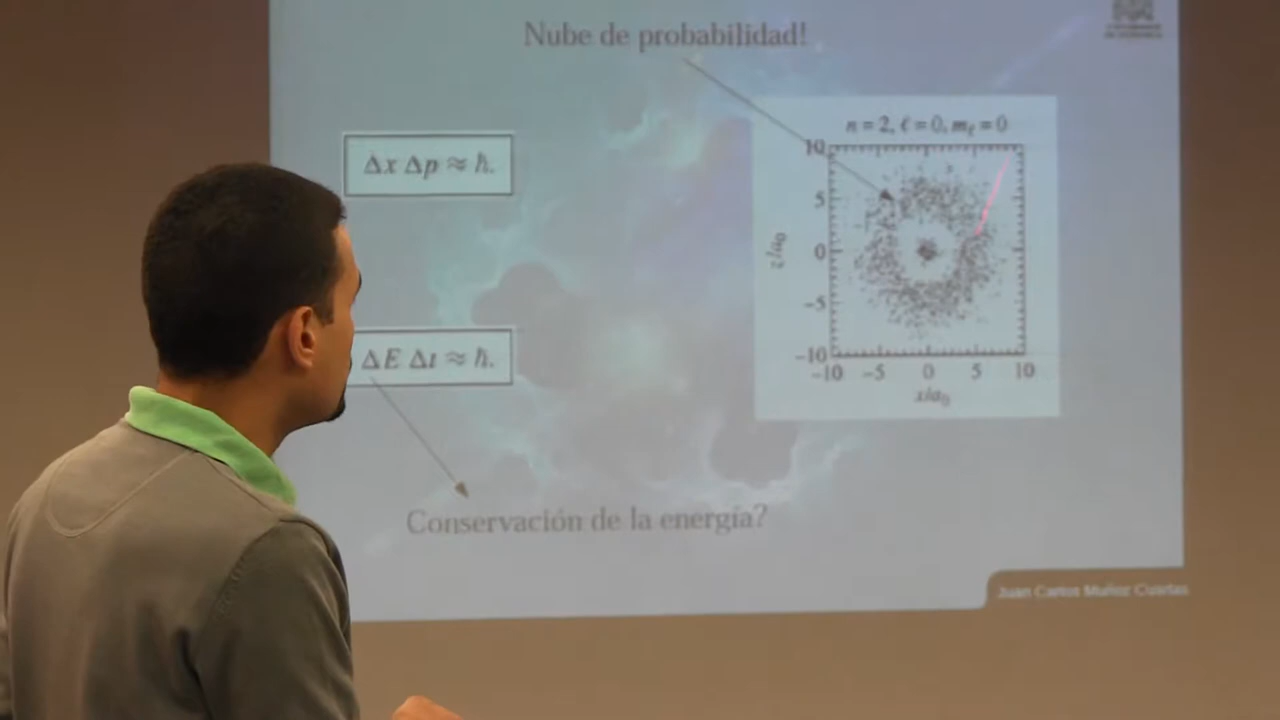 Nube de probabilidad!
Δx Δp ≈ ħ.
n = 2, ℓ = 0, mℓ = 0
10
5
0
−5
−10
z/a₀
−10 −5 0 5 10
x/a₀
ΔE Δt ≈ ħ.
Conservación de la energía?
Juan Carlos Muñoz Cuartas